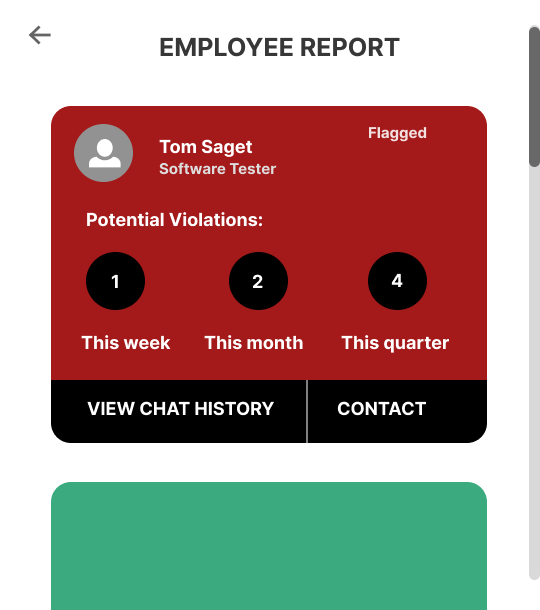 EMPLOYEE REPORT
Flagged
Tom Saget
Software Tester
Potential Violations:
1 2 4
This week This month This quarter
VIEW CHAT HISTORY CONTACT